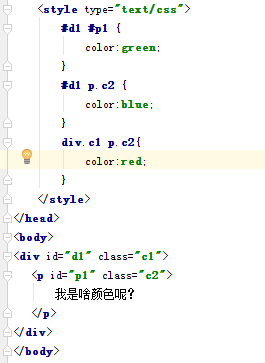 <style type="text/css">
#d1 #p1 {
color:green;
}
#d1 p.c2 {
color:blue;
}
div.c1 p.c2{
color:red;
}
</style>
</head>
<body>
<div id="d1" class="c1">
<p id="p1" class="c2">
我是啥颜色呢?
</p>
</div>
</body>